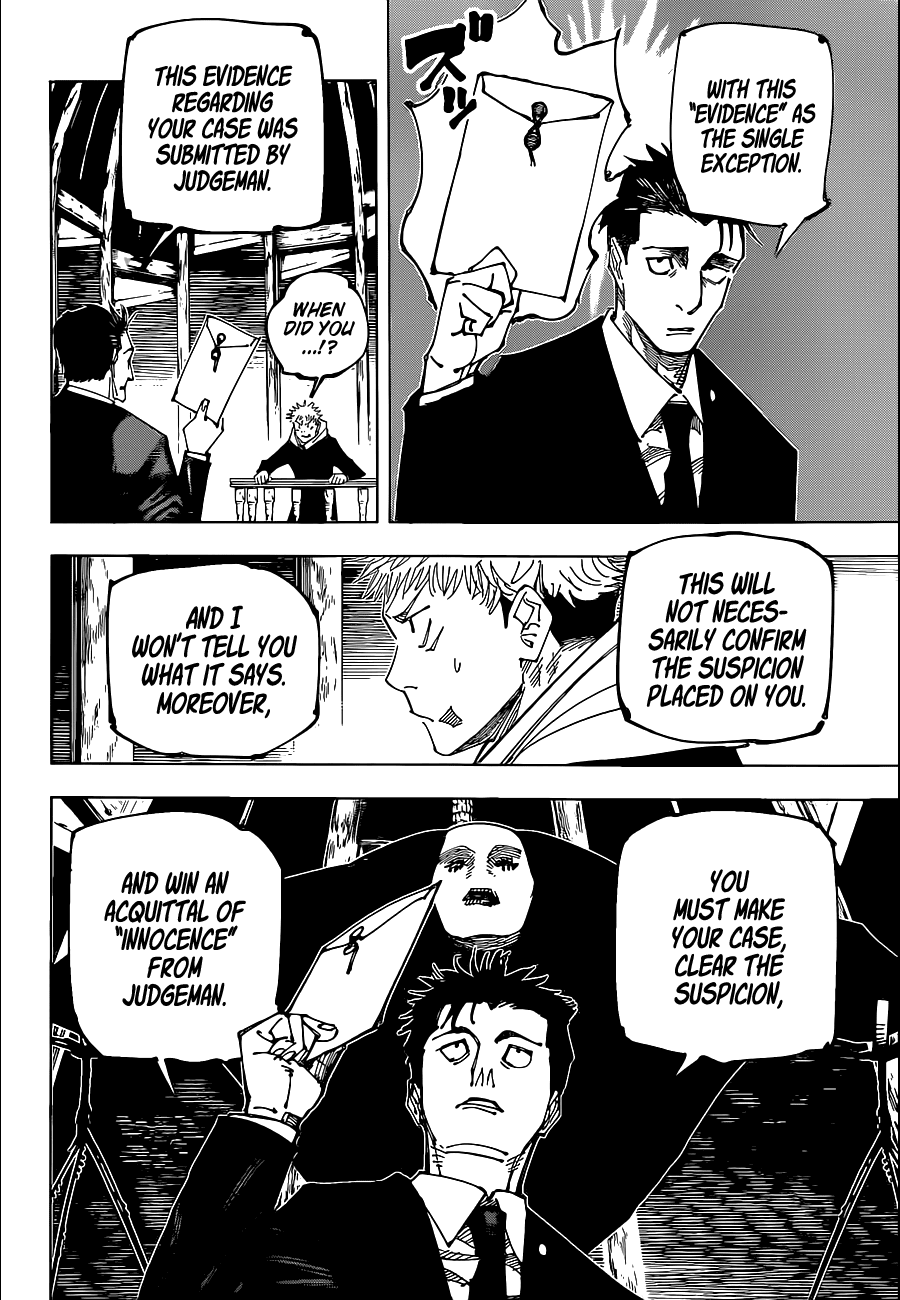 WITH THIS
"EVIDENCE" AS
THE SINGLE
EXCEPTION.
ズッ
THIS EVIDENCE
REGARDING
YOUR CASE WAS
SUBMITTED BY
JUDGEMAN.
WHEN
DID YOU
...!?
THIS WILL
NOT NECES-
SARILY CONFIRM
THE SUSPICION
PLACED ON YOU.
AND I
WON'T TELL YOU
WHAT IT SAYS.
MOREOVER,
YOU
MUST MAKE
YOUR CASE,
CLEAR THE
SUSPICION,
AND WIN AN
ACQUITTAL OF
"INNOCENCE"
FROM
JUDGEMAN.